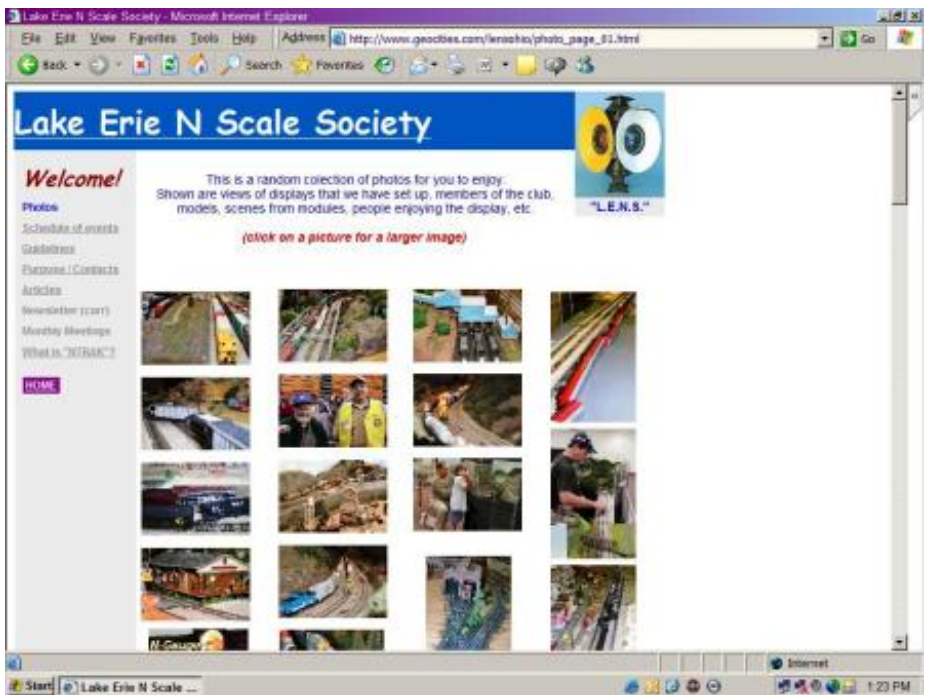 Lake Erie N Scale Society - Microsoft Internet Explorer
File Edit View Favorites Tools Help Address http://www.geocities.com/lensohio/photo_page_01.html Go
Back Search Favorites
Lake Erie N Scale Society
Welcome!
Photos
Schedule of events
Guidelines
Purpose / Contacts
Articles
Newsletter (curr)
Monthly Meetings
What is "NTRAK"?
HOME
This is a random colection of photos for you to enjoy.
Shown are views of displays that we have set up, members of the club,
models, scenes from modules, people enjoying the display, etc.
(click on a picture for a larger image)
"L.E.N.S."
Internet
Start Lake Erie N Scale ... 1:23 PM